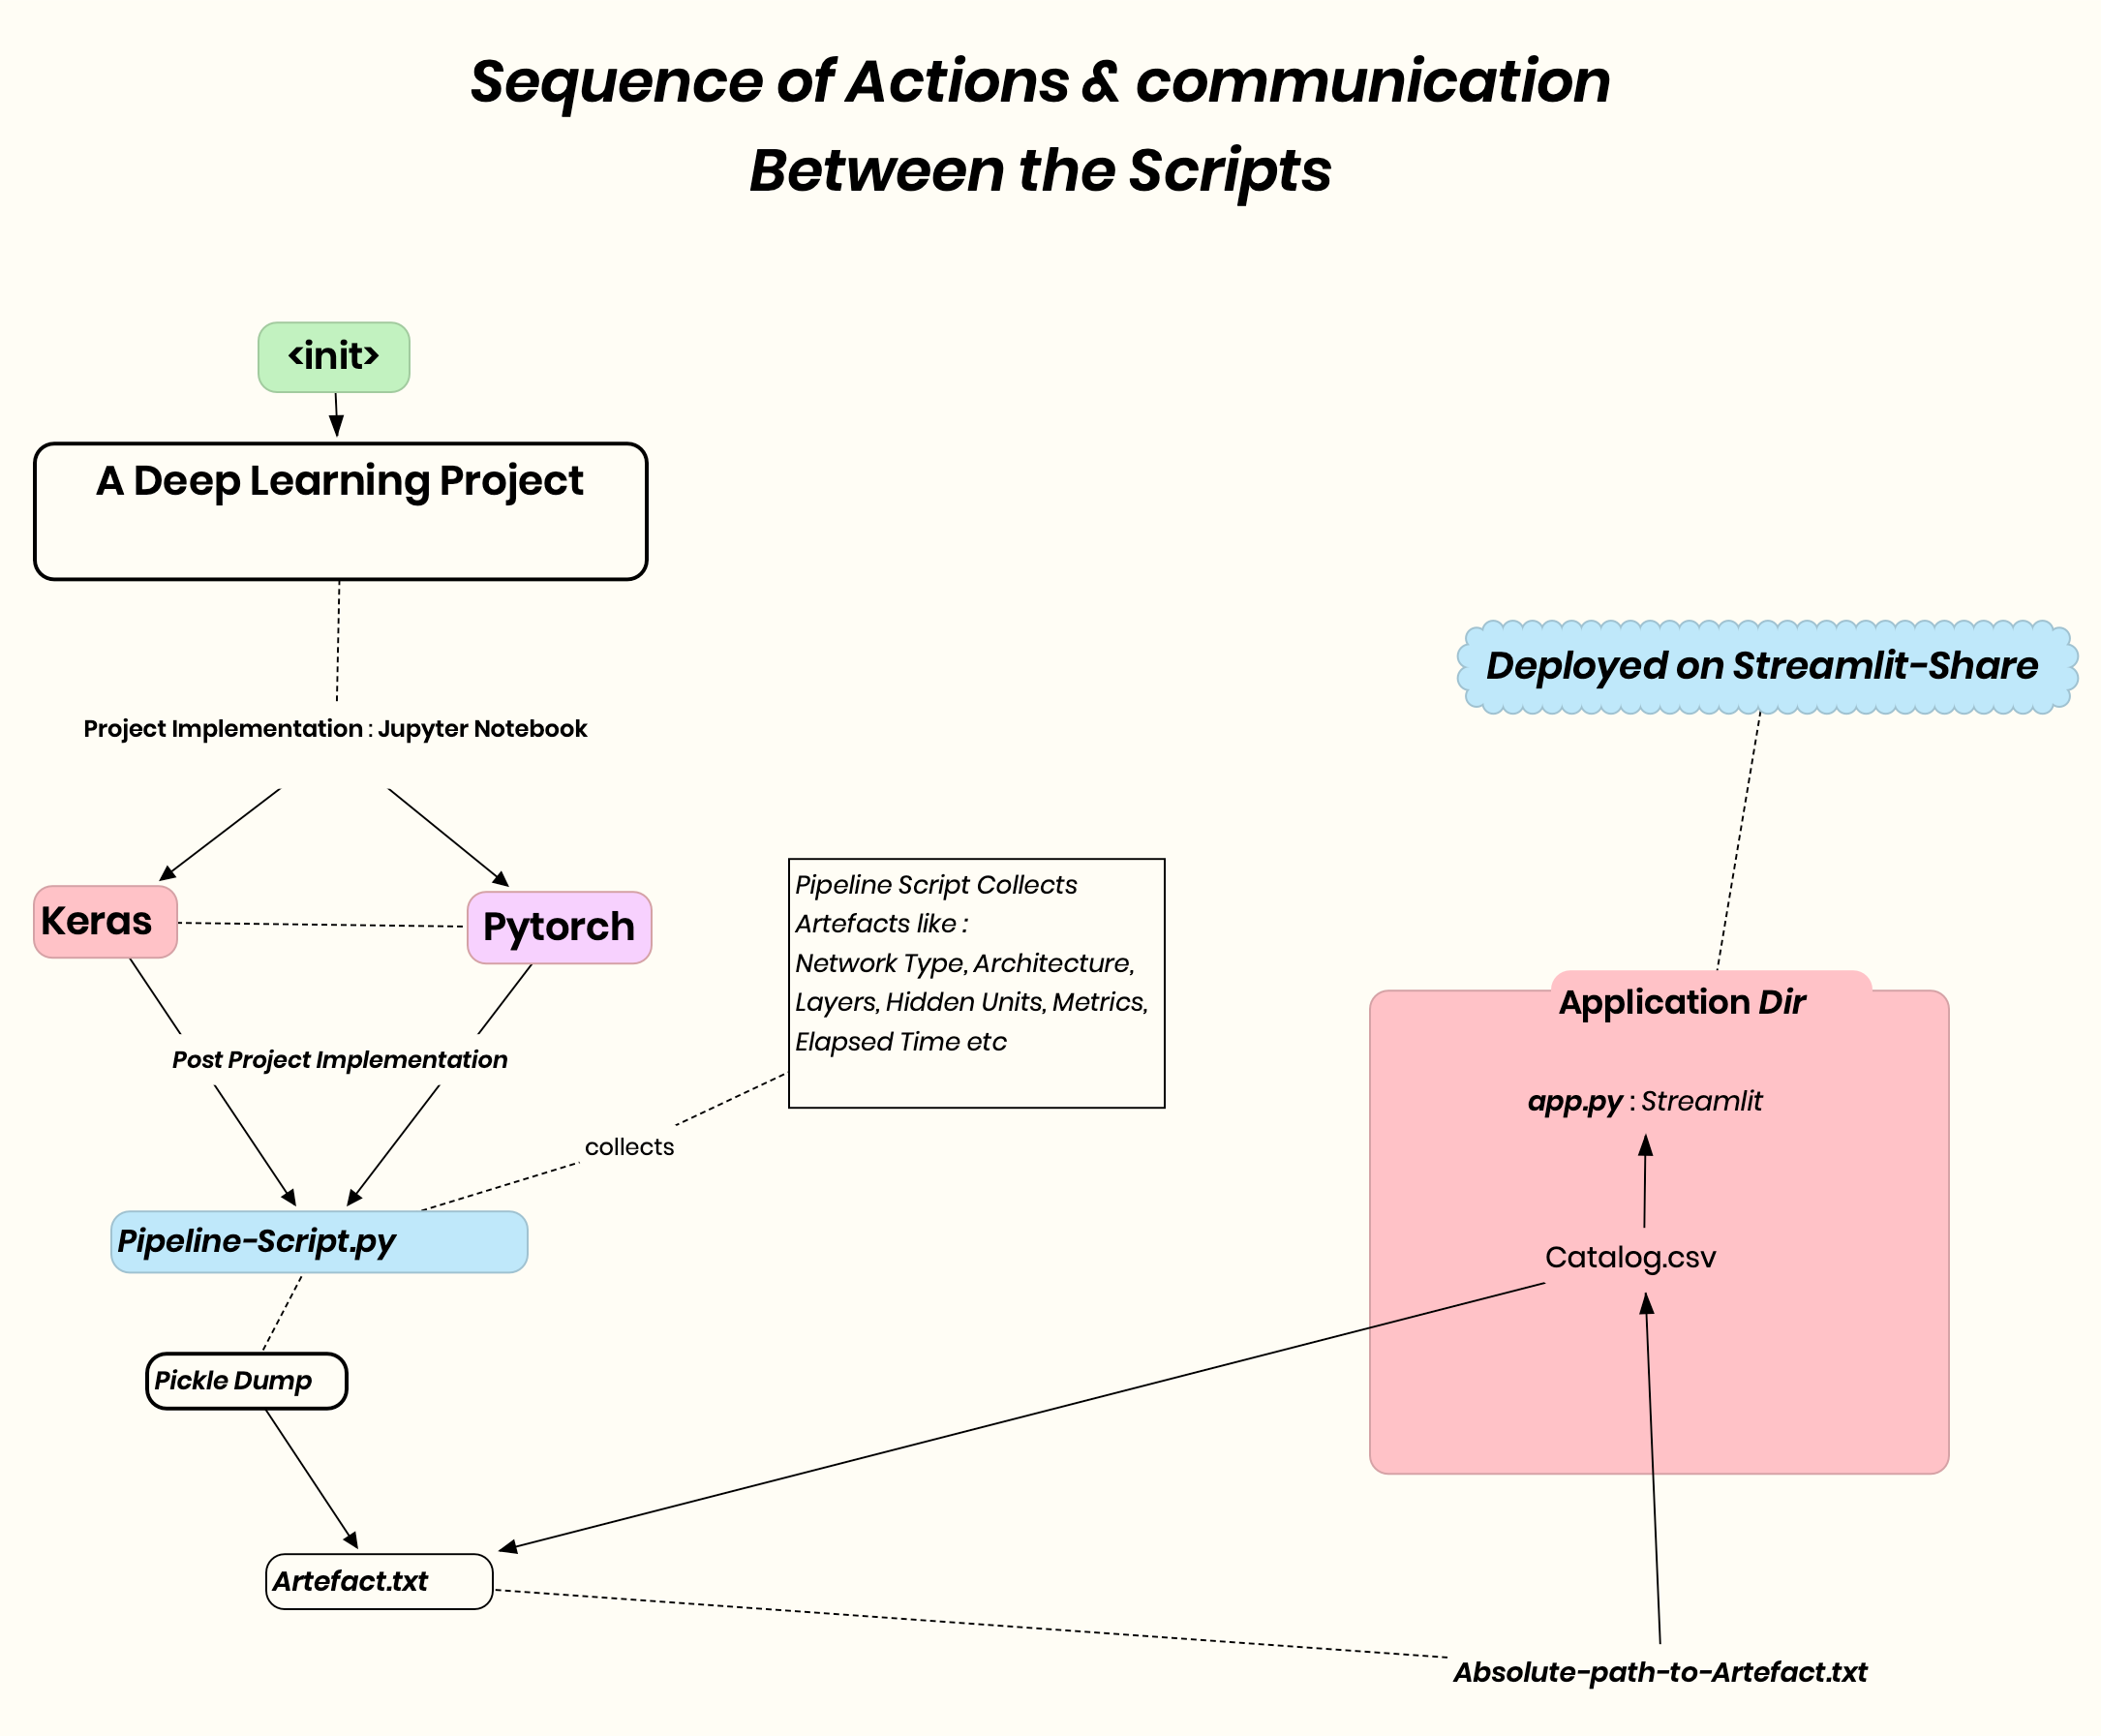 Sequence of Actions & communication
Between the Scripts
<init>
A Deep Learning Project
Project Implementation : Jupyter Notebook
Deployed on Streamlit-Share
Keras
Pytorch
Pipeline Script Collects
Artefacts like :
Network Type, Architecture,
Layers, Hidden Units, Metrics,
Elapsed Time etc
Post Project Implementation
collects
Application Dir
app.py : Streamlit
Catalog.csv
Pipeline-Script.py
Pickle Dump
Artefact.txt
Absolute-path-to-Artefact.txt